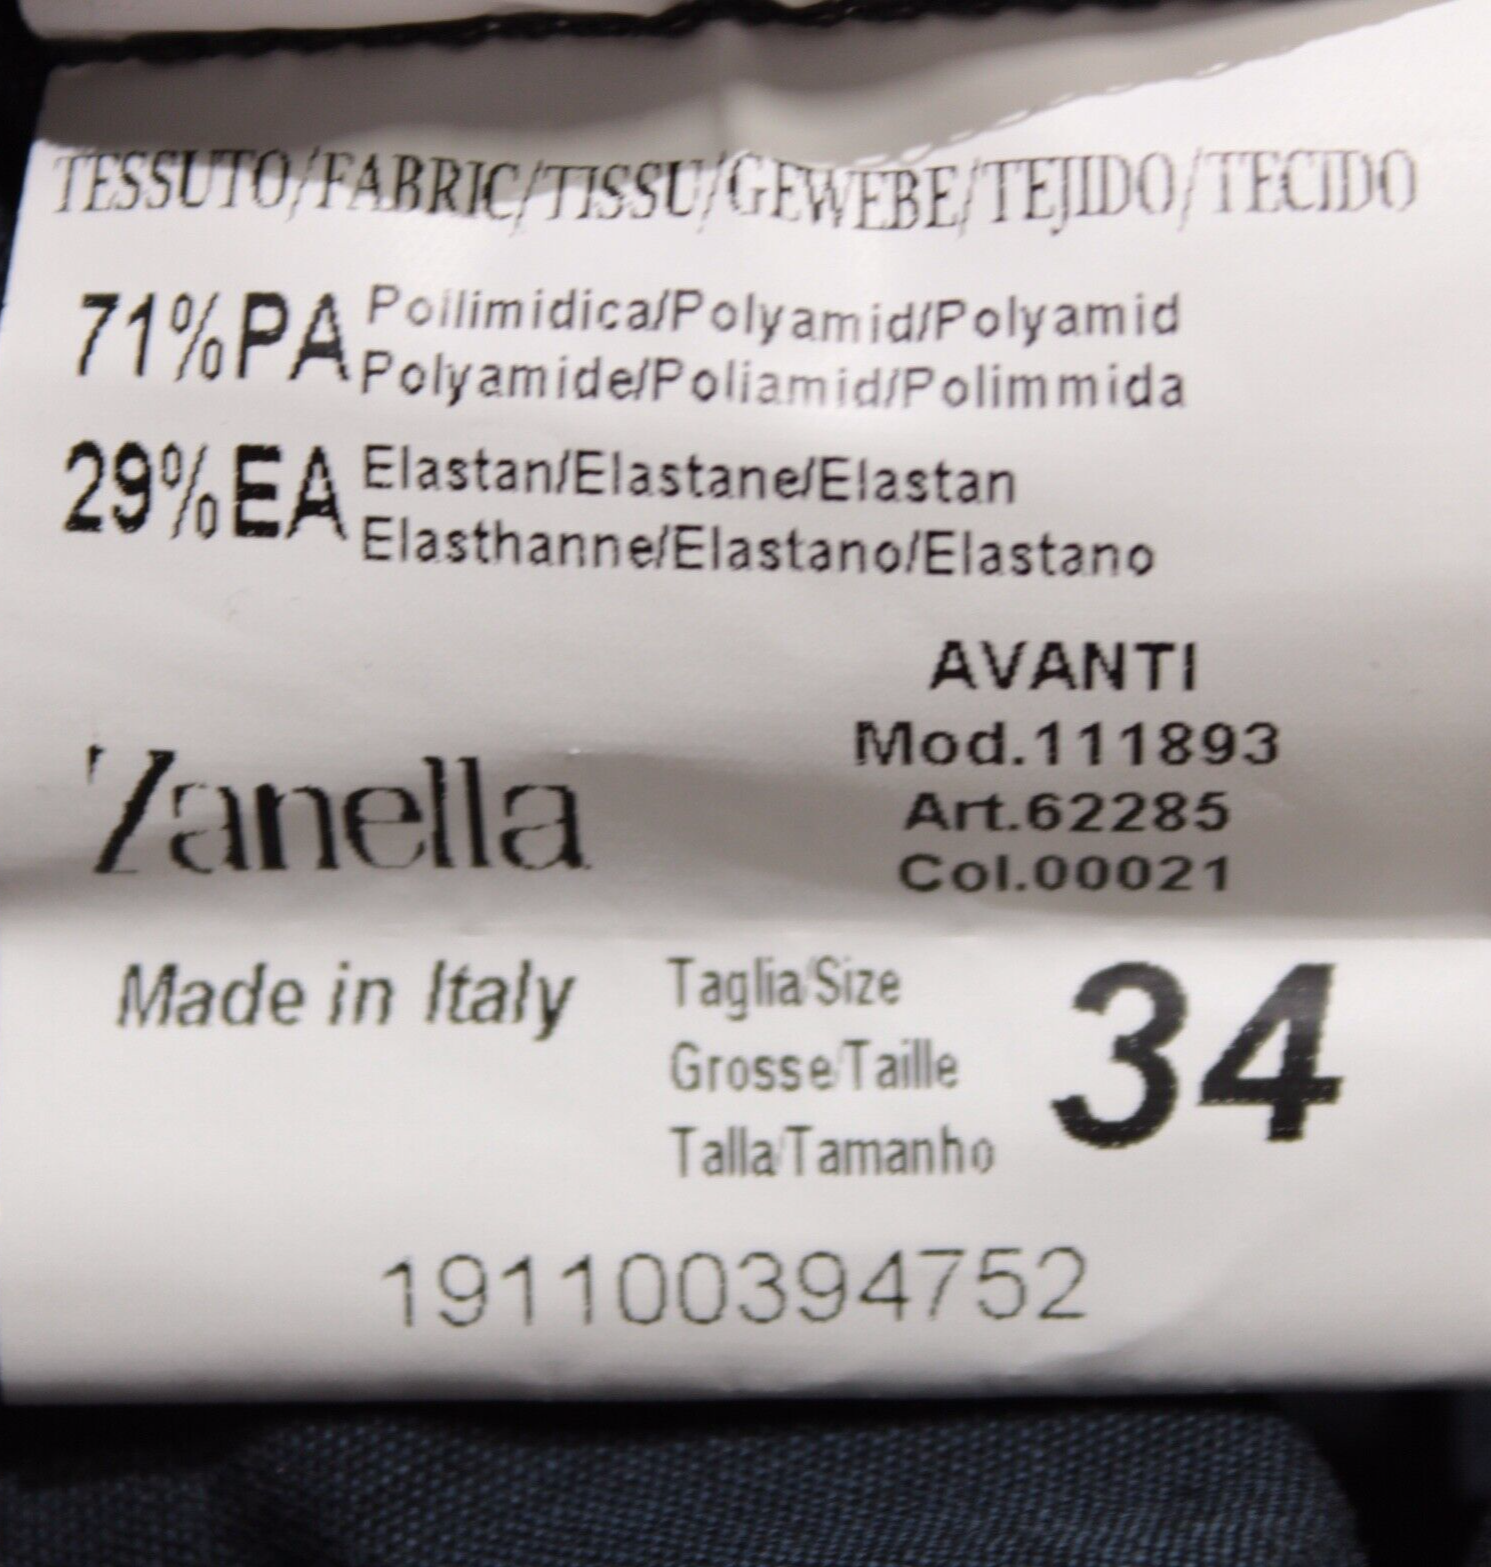 TESSUTO/FABRIC/TISSU/GEWEBE/TEJIDO/TECIDO
71%PA Poilimidica/Polyamid/Polyamid
Polyamide/Poliamid/Polimmida
29%EA Elastan/Elastane/Elastan
Elasthanne/Elastano/Elastano
AVANTI
Mod.111893
Art.62285
Col.00021
Zanella
Made in Italy
Taglia/Size
Grosse/Taille
Talla/Tamanho
34
191100394752